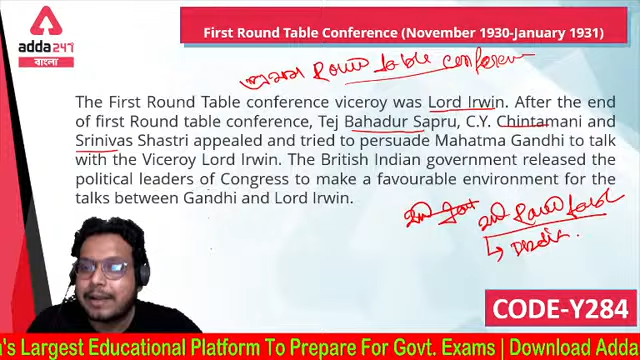 adda247
বাংলা
First Round Table Conference (November 1930-January 1931)
Round table conference
The First Round Table conference viceroy was Lord Irwin. After the end
of first Round table conference, Tej Bahadur Sapru, C.Y. Chintamani and
Srinivas Shastri appealed and tried to persuade Mahatma Gandhi to talk
with the Viceroy Lord Irwin. The British Indian government released the
political leaders of Congress to make a favourable environment for the
talks between Gandhi and Lord Irwin.
CODE-Y284
's Largest Educational Platform To Prepare For Govt. Exams | Download Adda